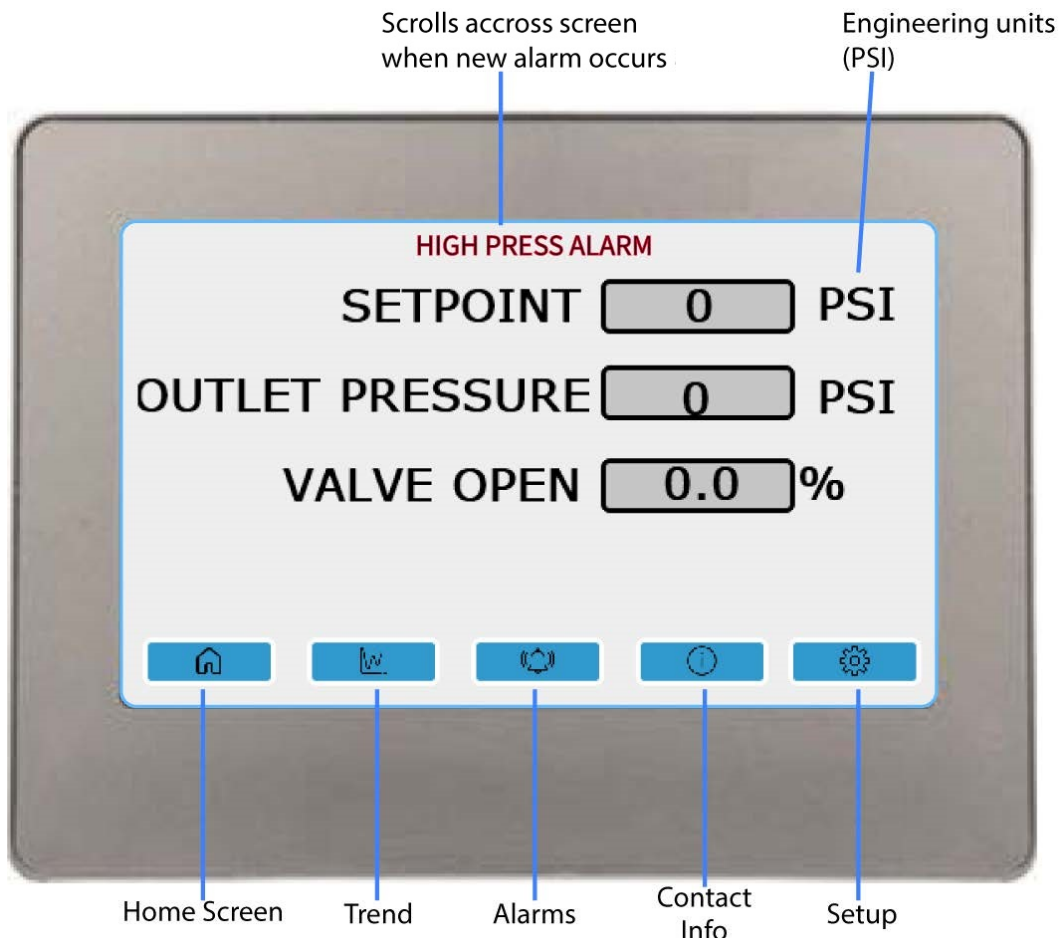 Scrolls accross screen
when new alarm occurs
Engineering units
(PSI)
HIGH PRESS ALARM
SETPOINT 0 PSI
OUTLET PRESSURE 0 PSI
VALVE OPEN 0.0 %
Home Screen
Trend
Alarms
Contact
Info
Setup